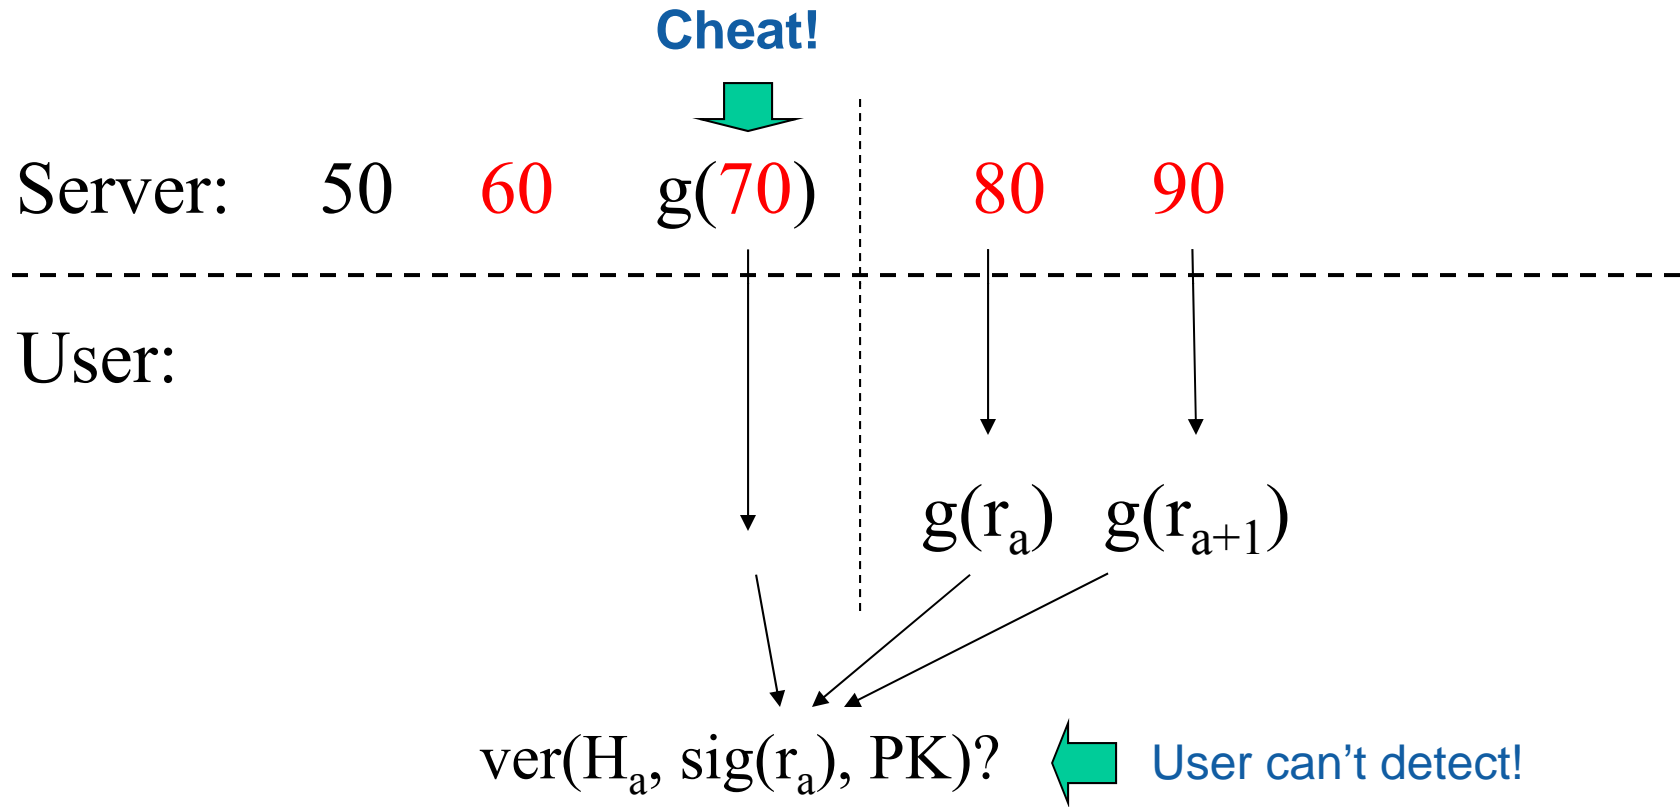 Cheat!
Server: 50 60 g(70) 80 90
User:
g(rₐ) g(rₐ₊₁)
ver(Hₐ, sig(rₐ), PK)? User can’t detect!